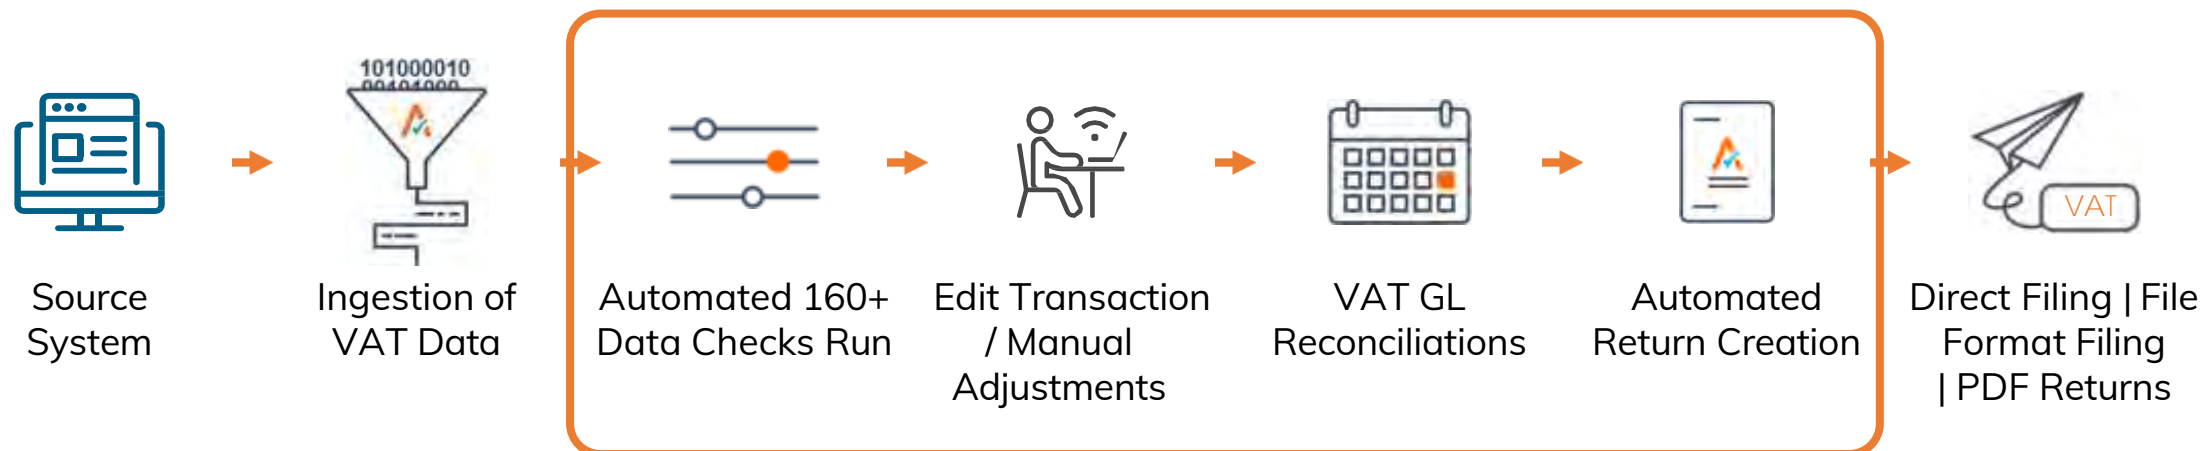 101000010
00101000
Source
System
Ingestion of
VAT Data
Automated 160+
Data Checks Run
Edit Transaction
/ Manual
Adjustments
VAT GL
Reconciliations
Automated
Return Creation
VAT
Direct Filing | File
Format Filing
| PDF Returns